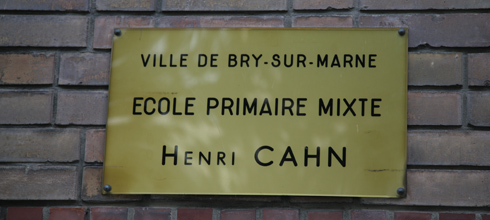 VILLE DE BRY-SUR-MARNE
ECOLE PRIMAIRE MIXTE
HENRI CAHN